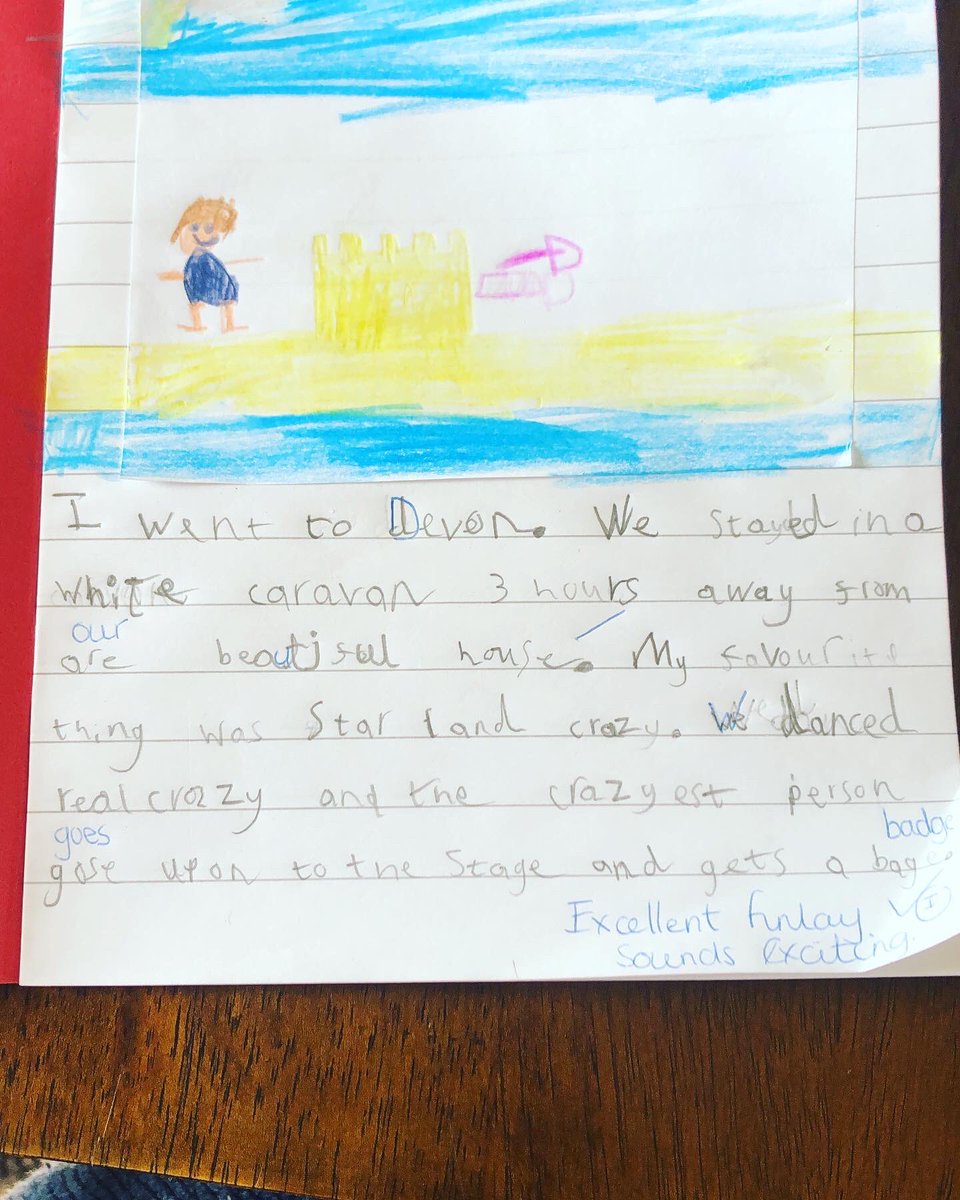 I went to Devon. We stayed in a
white caravan 3 hours away from
our
are beautiful house. My favourite
thing was Star land crazy. We danced
real crazy and the crazyest person
goes badge
gose upon to the stage and gets a bage
Excellent Finlay I
sounds exciting.